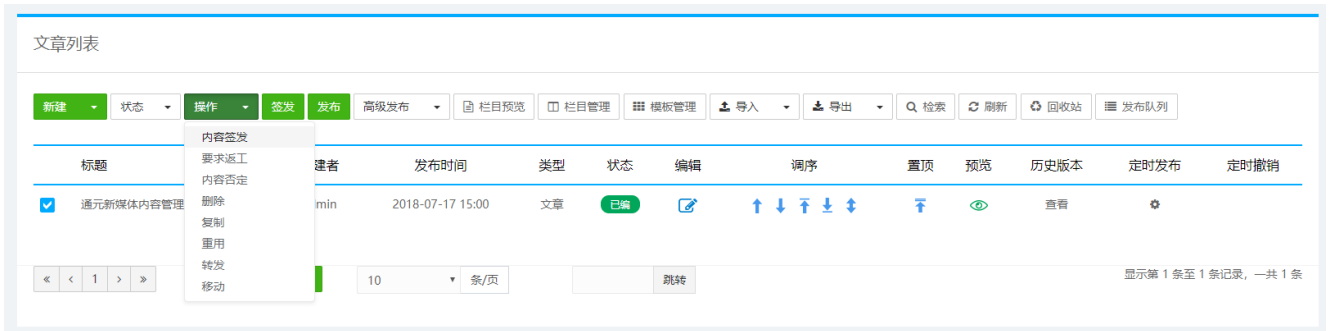 文章列表
新建 状态 操作 签发 发布 高级发布 栏目预览 栏目管理 模板管理 导入 导出 检索 刷新 回收站 发布队列
内容签发
要求返工
内容否定
删除
复制
重用
转发
移动
标题 建者 发布时间 类型 状态 编辑 调序 置顶 预览 历史版本 定时发布 定时撤销
通元新媒体内容管理 min 2018-07-17 15:00 文章 已编 查看
« < 1 > » 10 条/页 跳转 显示第 1 条至 1 条记录，一共 1 条